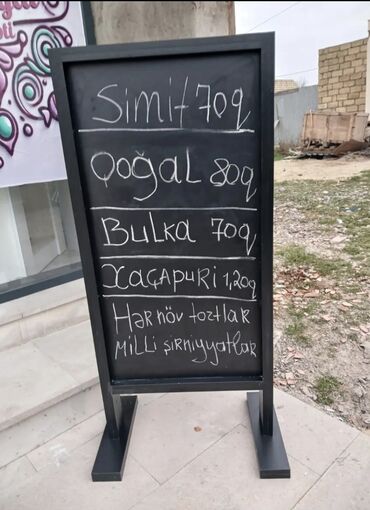 Simit 70q
Qoğal 80q
Bulka 70q
Xaçapuri 1,20q
Hər növ tortlar
Milli şirniyyatlar